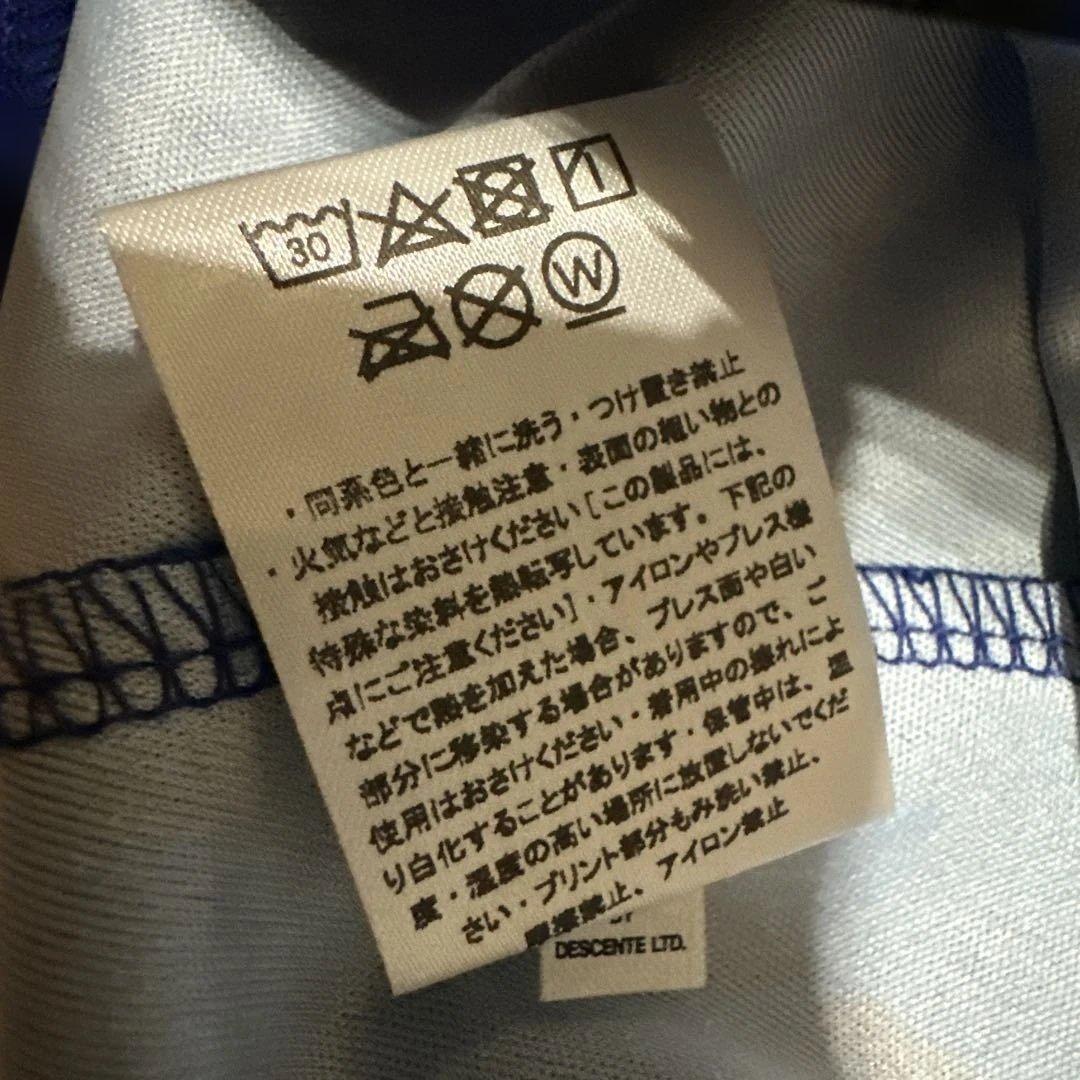 30
W
・同系色と一緒に洗う・つけ置き禁止
・火気などと接触注意・表面の粗い物との
接触はおさけください[この製品には、
特殊な染料を熱転写しています。下記の
点にご注意ください]・アイロンやプレス機
などで熱を加えた場合、プレス面や白い
部分に移染する場合がありますので、ご
使用はおさけください・着用中の擦れによ
り白化することがあります・保管中は、温
度・湿度の高い場所に放置しないでくだ
さい・プリント部分もみ洗い禁止、
摩擦禁止、アイロン禁止
DESCENTE LTD.